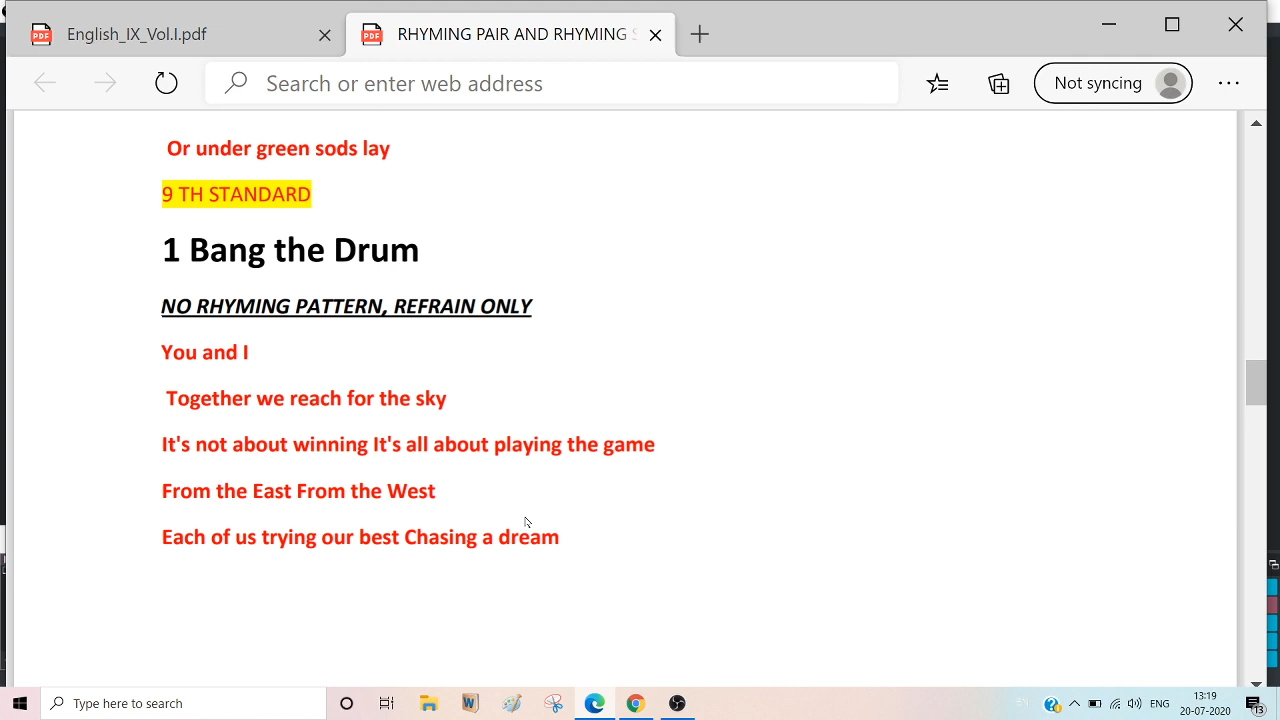 English_IX_Vol.I.pdf
RHYMING PAIR AND RHYMING S
Search or enter web address
Not syncing
Or under green sods lay
9 TH STANDARD
1 Bang the Drum
NO RHYMING PATTERN, REFRAIN ONLY
You and I
Together we reach for the sky
It's not about winning It's all about playing the game
From the East From the West
Each of us trying our best Chasing a dream
Type here to search
ENG
13:19
20-07-2020
13